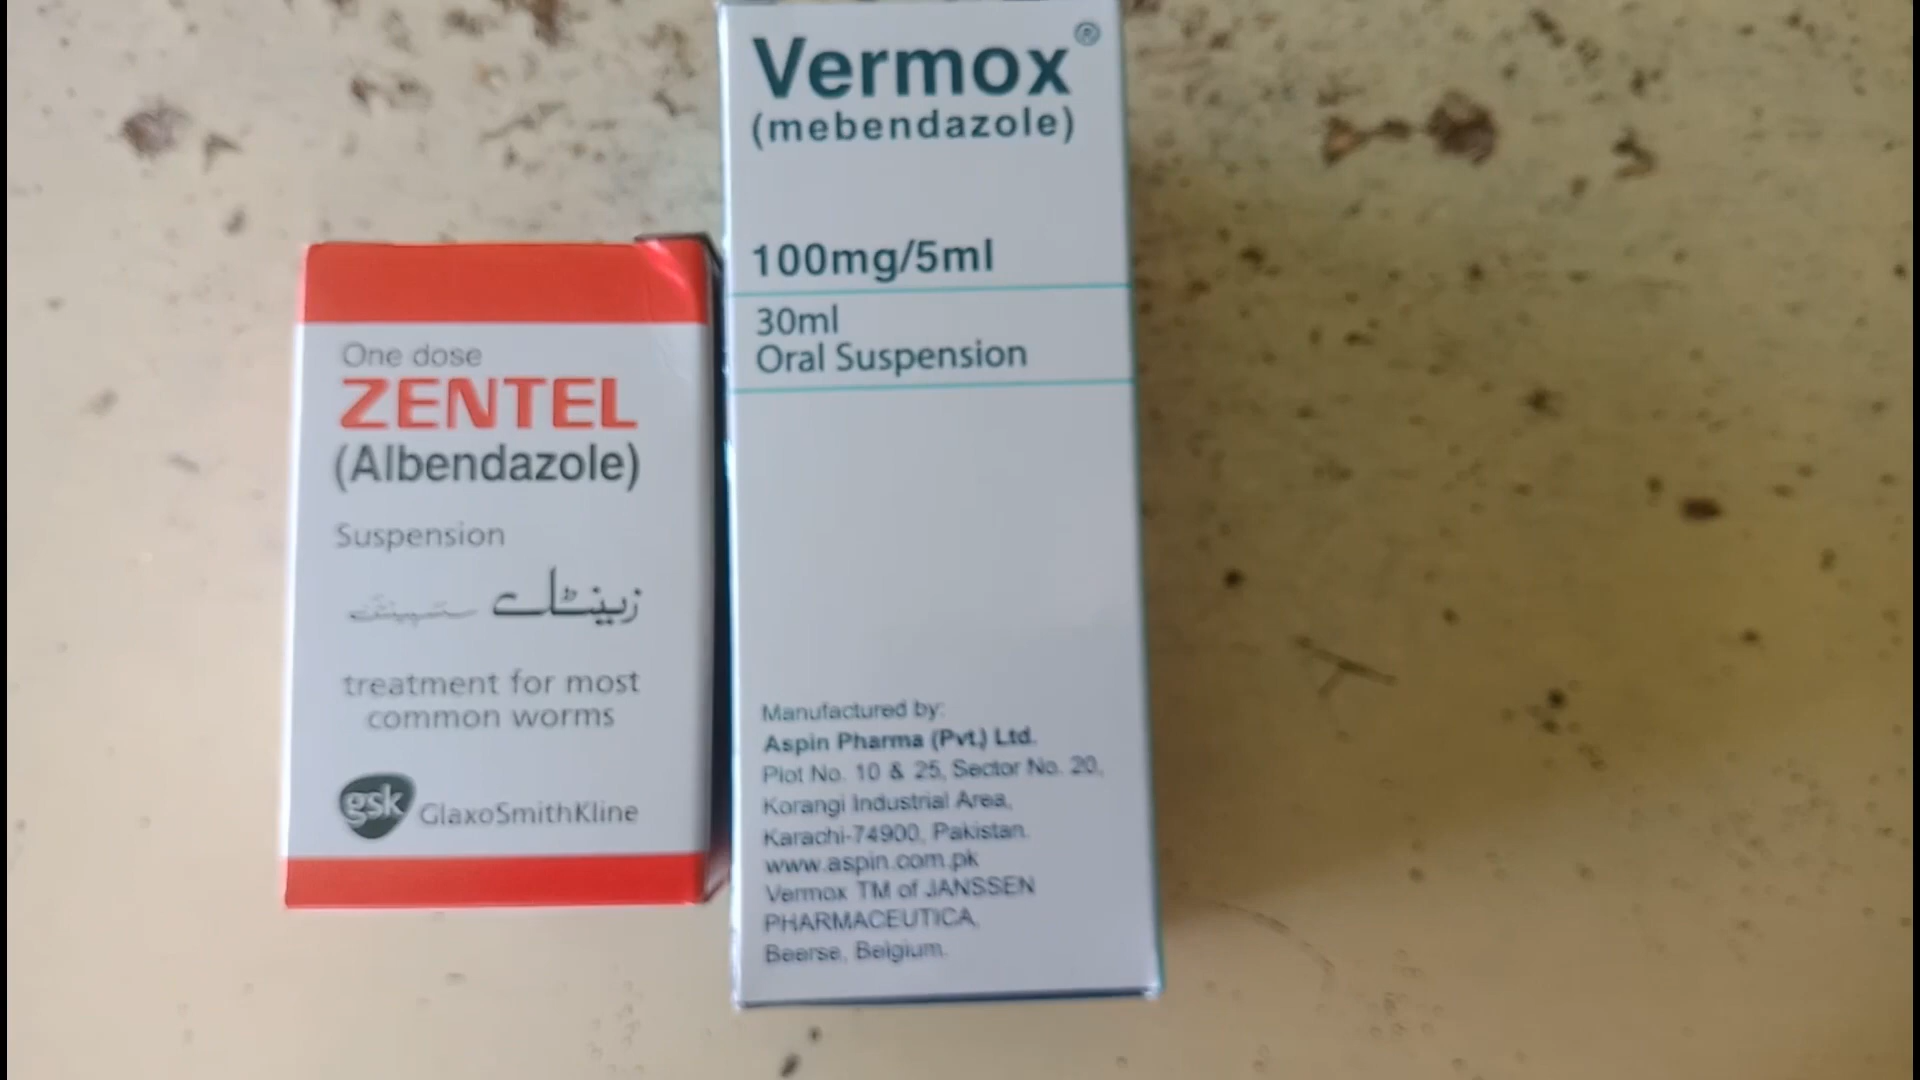 One dose
ZENTEL
(Albendazole)
Suspension
زینٹل
treatment for most
common worms
gsk GlaxoSmithKline
Vermox®
(mebendazole)
100mg/5ml
30ml
Oral Suspension
Manufactured by:
Aspin Pharma (Pvt.) Ltd.
Plot No. 10 & 25, Sector No. 20,
Korangi Industrial Area,
Karachi-74900, Pakistan.
www.aspin.com.pk
Vermox TM of JANSSEN
PHARMACEUTICA,
Beerse, Belgium.